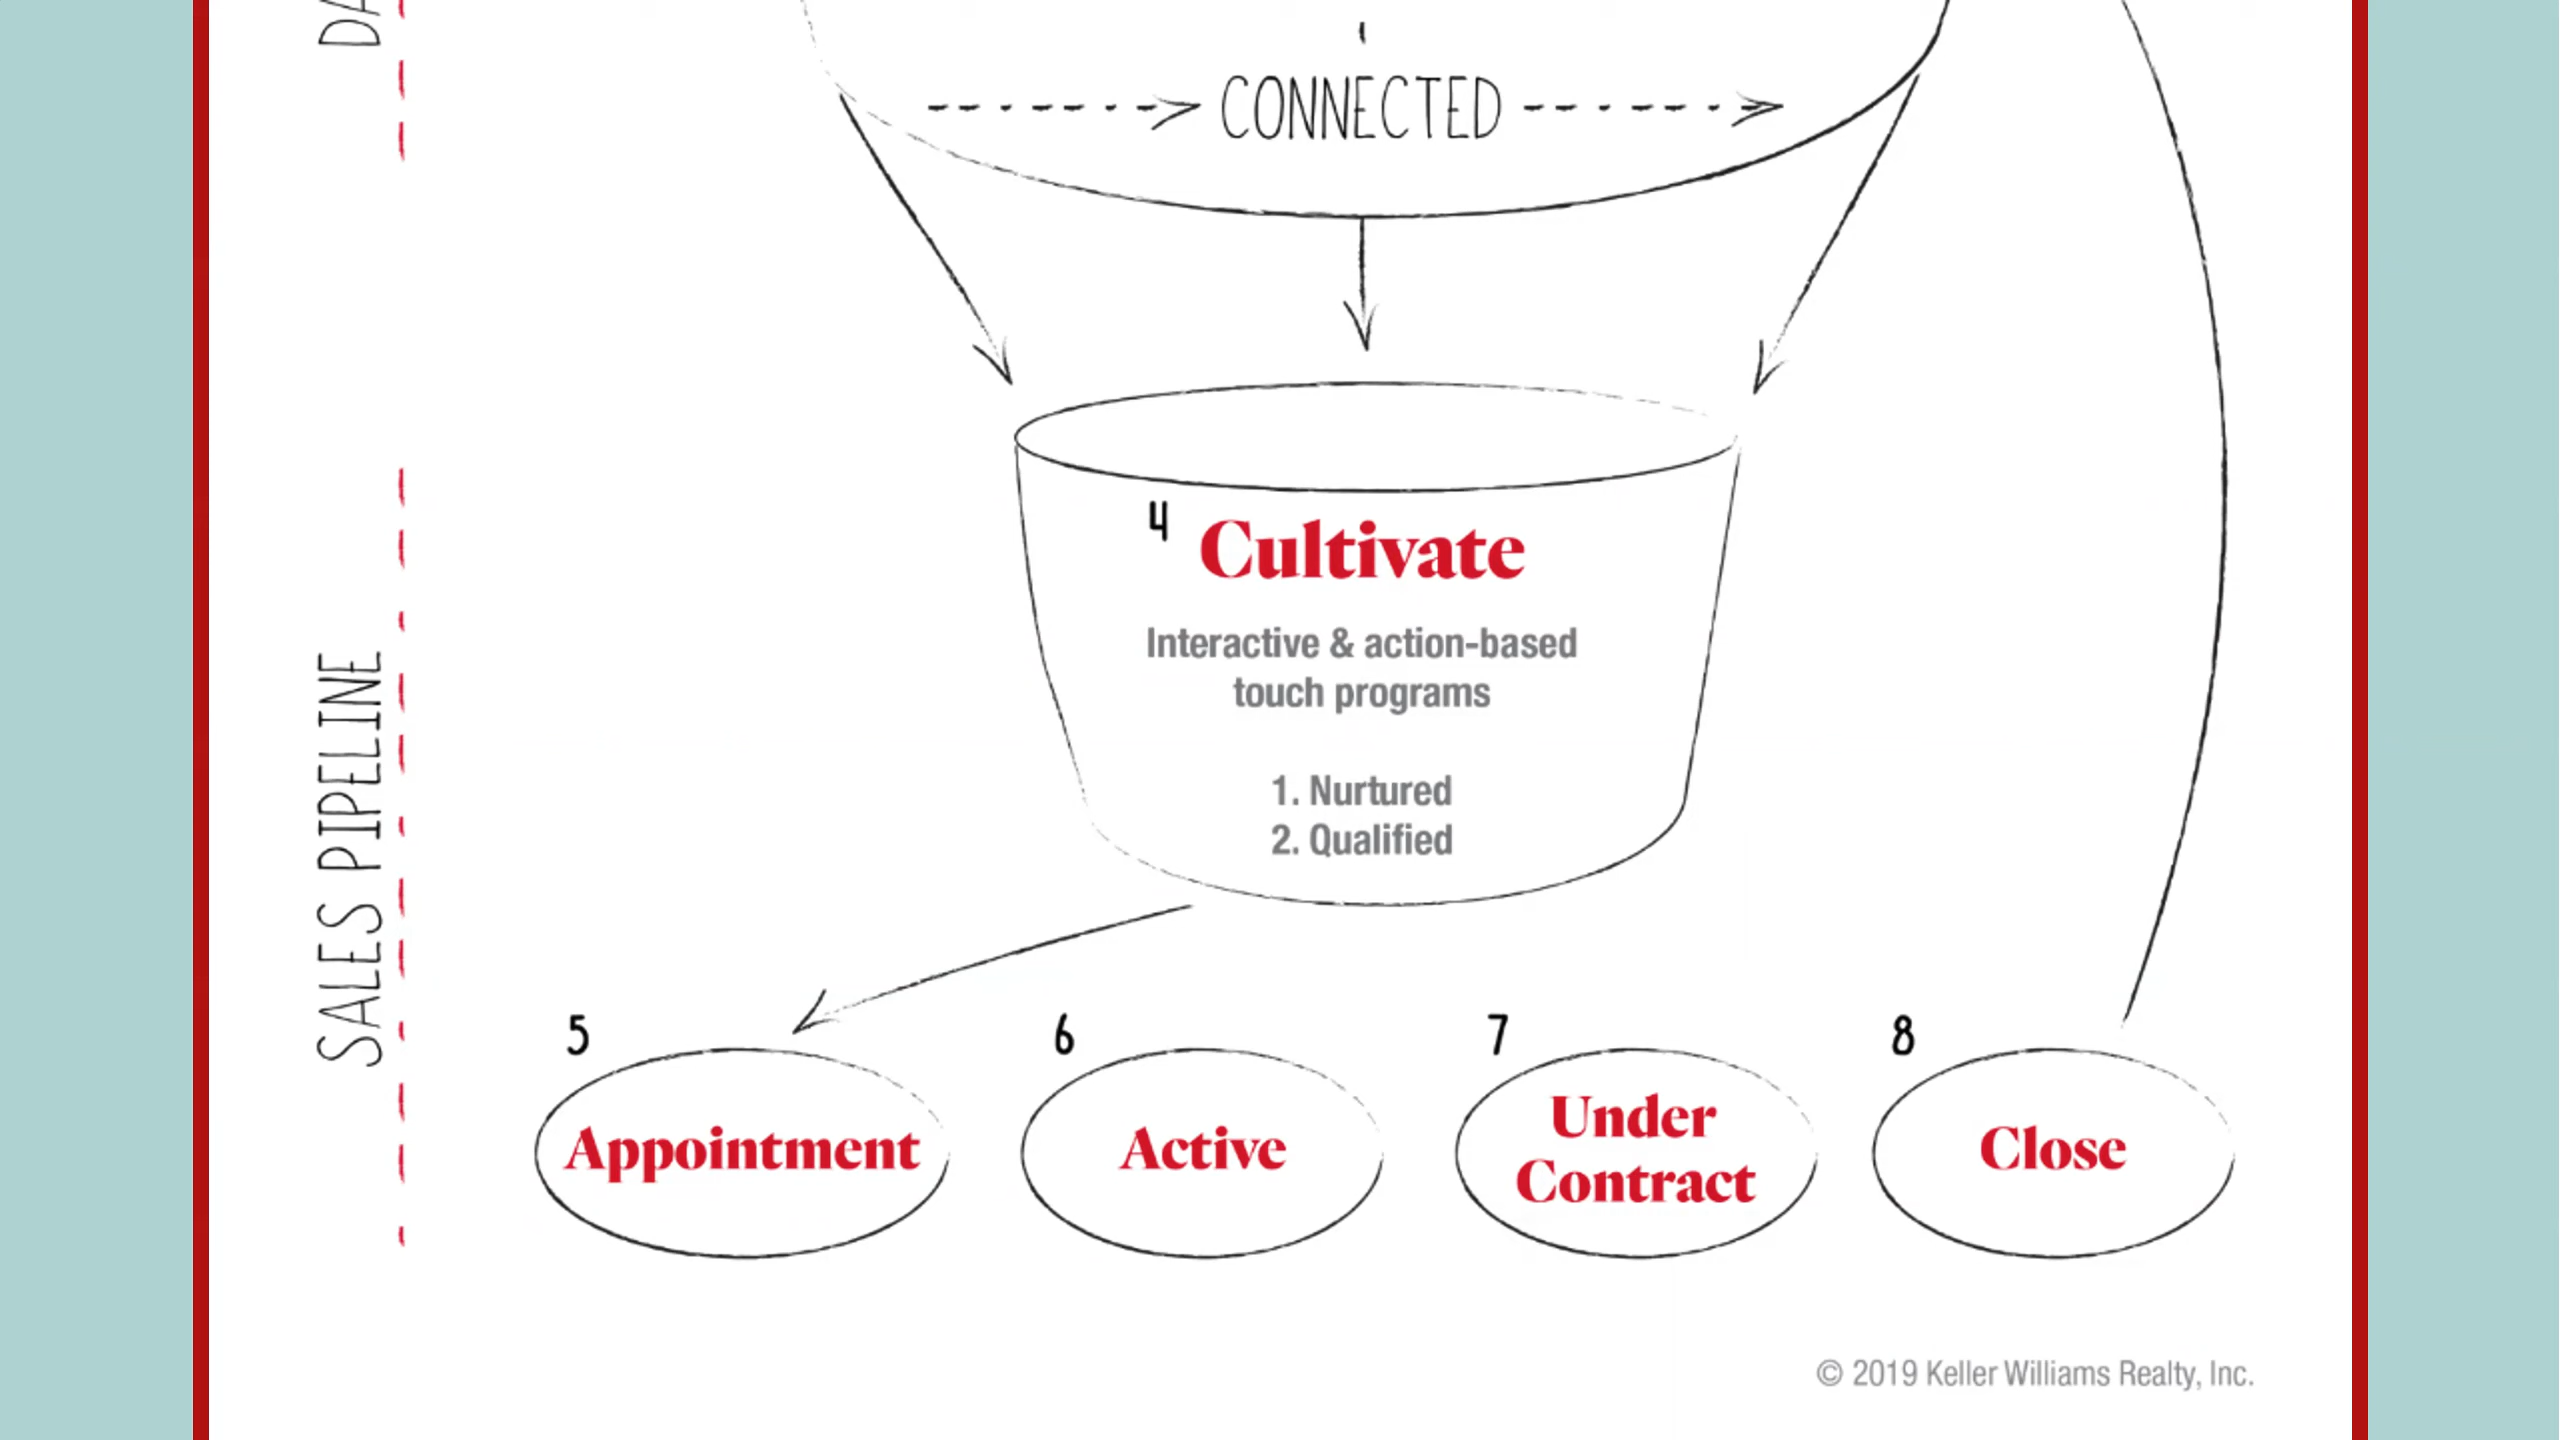 CONNECTED
4
Cultivate
Interactive & action-based
touch programs
1. Nurtured
2. Qualified
SALES PIPELINE
5
Appointment
6
Active
7
Under
Contract
8
Close
© 2019 Keller Williams Realty, Inc.